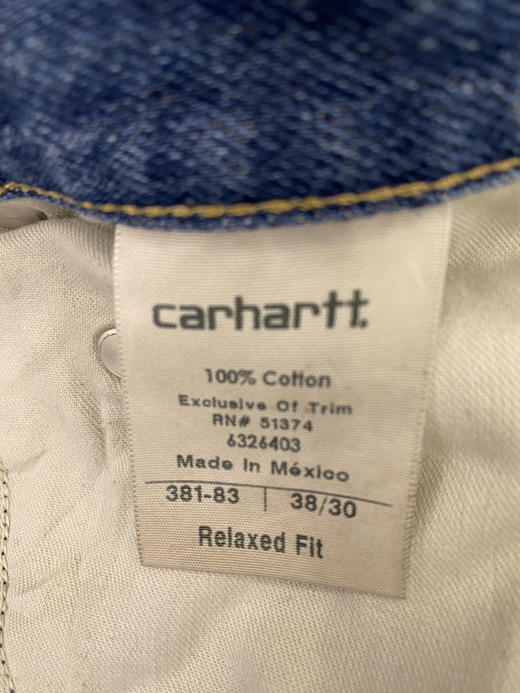 carhartt.
100% Cotton
Exclusive Of Trim
RN# 51374
6326403
Made In México
381-83 | 38/30
Relaxed Fit